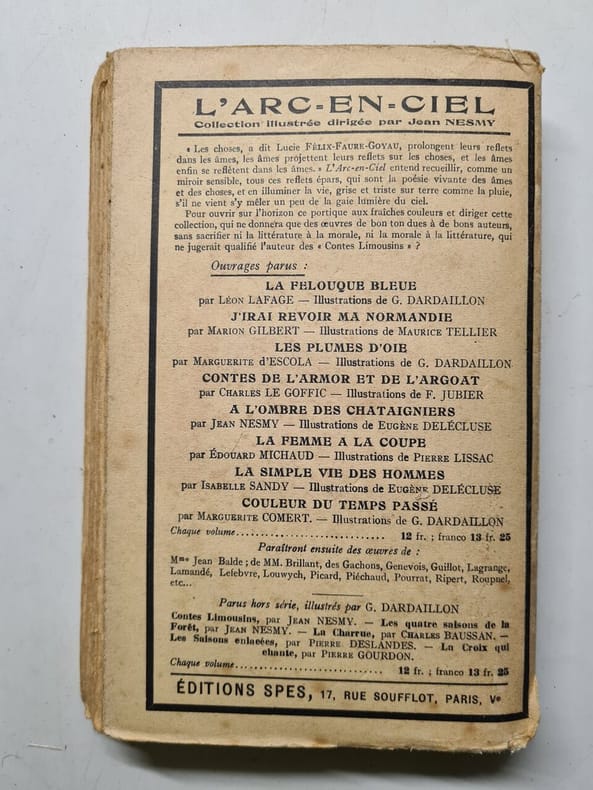 L'ARC-EN-CIEL
Collection illustrée dirigée par Jean NESMY
« Les choses, a dit Lucie FÉLIX-FAURE-GOYAU, prolongent leurs reflets
dans les âmes, les âmes projettent leurs reflets sur les choses, et les âmes
enfin se reflètent dans les âmes. » L'Arc-en-Ciel entend recueillir, comme un
miroir sensible, tous ces reflets épars, qui sont la poésie vivante des âmes
et des choses, et en illuminer la vie, grise et triste sur terre comme la pluie,
s'il ne vient s'y mêler un peu de la gaie lumière du ciel.
Pour ouvrir sur l'horizon ce portique aux fraîches couleurs et diriger cette
collection, qui ne donnera que des œuvres de bon ton dues à de bons auteurs,
sans sacrifier ni la littérature à la morale, ni la morale à la littérature, qui
ne jugerait qualifié l'auteur des « Contes Limousins » ?
Ouvrages parus :
LA FELOUQUE BLEUE
par LÉON LAFAGE — Illustrations de G. DARDAILLON
J'IRAI REVOIR MA NORMANDIE
par MARION GILBERT — Illustrations de MAURICE TELLIER
LES PLUMES D'OIE
par MARGUERITE d'ESCOLA — Illustrations de G. DARDAILLON
CONTES DE L'ARMOR ET DE L'ARGOAT
par CHARLES LE GOFFIC — Illustrations de F. JUBIER
A L'OMBRE DES CHATAIGNIERS
par JEAN NESMY — Illustrations de EUGÈNE DELÉCLUSE
LA FEMME A LA COUPE
par ÉDOUARD MICHAUD — Illustrations de PIERRE LISSAC
LA SIMPLE VIE DES HOMMES
par ISABELLE SANDY — Illustrations de EUGÈNE DELÉCLUSE
COULEUR DU TEMPS PASSÉ
par MARGUERITE COMERT. — Illustrations de G. DARDAILLON
Chaque volume.............................. 12 fr. ; franco 13 fr. 25
Paraîtront ensuite des œuvres de :
Mme Jean Balde ; de MM. Brillant, des Gachons, Genevois, Guillot, Lagrange,
Lamandé, Lefebvre, Louwych, Picard, Piéchaud, Pourrat, Ripert, Roupnel,
etc...
Parus hors série, illustrés par G. DARDAILLON
Contes Limousins, par JEAN NESMY. — Les quatre saisons de la
Forêt, par JEAN NESMY. — La Charrue, par CHARLES BAUSSAN. —
Les Saisons enlacées, par PIERRE DESLANDES. — La Croix qui
chante, par PIERRE GOURDON.
Chaque volume.............................. 12 fr. ; franco 13 fr. 25
ÉDITIONS SPES, 17, RUE SOUFFLOT, PARIS, Ve